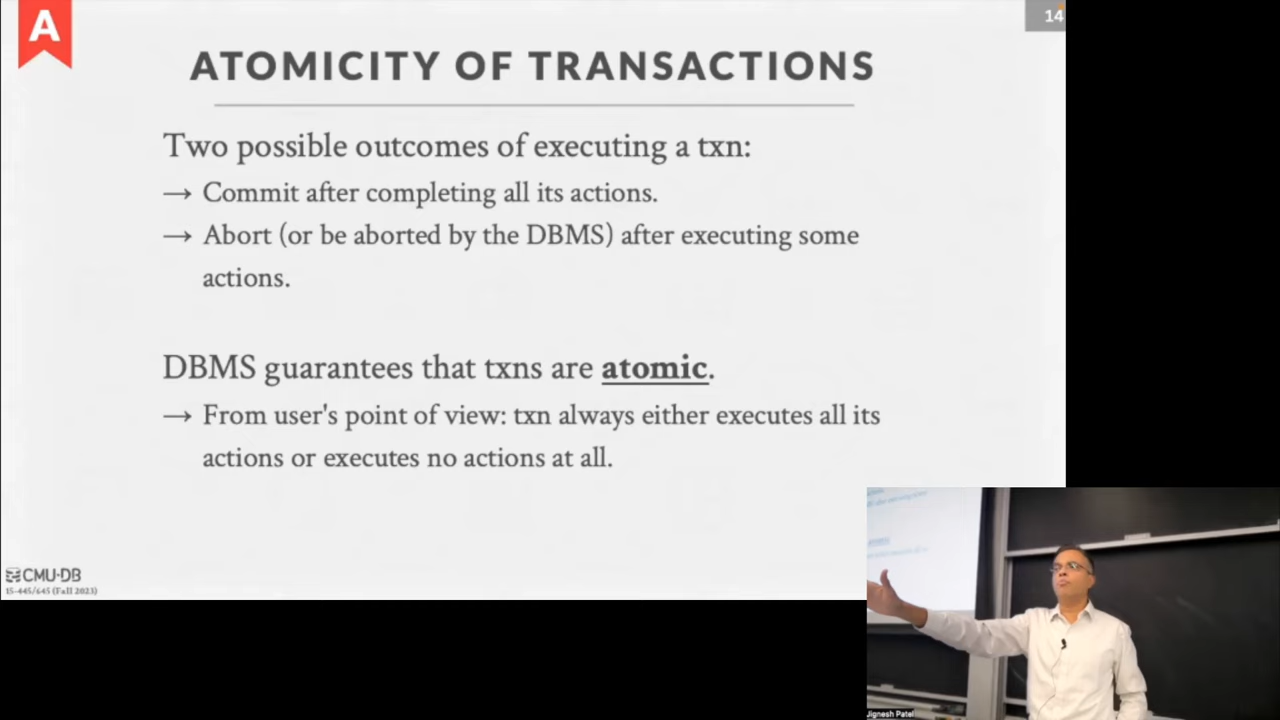 A
14
ATOMICITY OF TRANSACTIONS
Two possible outcomes of executing a txn:
→ Commit after completing all its actions.
→ Abort (or be aborted by the DBMS) after executing some
actions.
DBMS guarantees that txns are atomic.
→ From user's point of view: txn always either executes all its
actions or executes no actions at all.
CMU·DB
15-445/645 (Fall 2023)
Jignesh Patel